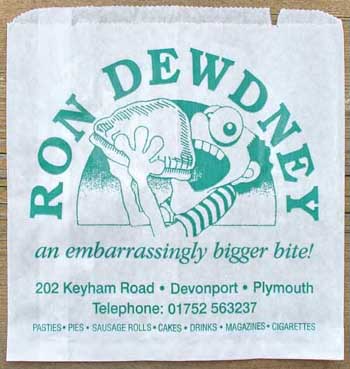 RON DEWDNEY
an embarrassingly bigger bite!
202 Keyham Road • Devonport • Plymouth
Telephone: 01752 563237
PASTIES • PIES • SAUSAGE ROLLS • CAKES • DRINKS • MAGAZINES • CIGARETTES